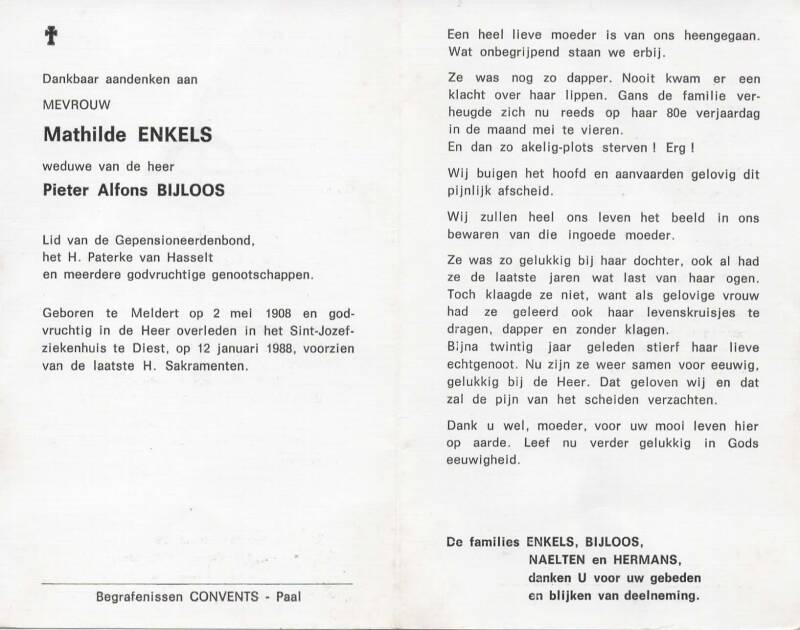 Dankbaar aandenken aan
MEVROUW
Mathilde ENKELS
weduwe van de heer
Pieter Alfons BIJLOOS
Lid van de Gepensioneerdenbond,
het H. Paterke van Hasselt
en meerdere godvruchtige genootschappen.
Geboren te Meldert op 2 mei 1908 en god-
vruchtig in de Heer overleden in het Sint-Jozef-
ziekenhuis te Diest, op 12 januari 1988, voorzien
van de laatste H. Sakramenten.
Begrafenissen CONVENTS - Paal
Een heel lieve moeder is van ons heengegaan.
Wat onbegrijpend staan we erbij.
Ze was nog zo dapper. Nooit kwam er een
klacht over haar lippen. Gans de familie ver-
heugde zich nu reeds op haar 80e verjaardag
in de maand mei te vieren.
En dan zo akelig-plots sterven ! Erg !
Wij buigen het hoofd en aanvaarden gelovig dit
pijnlijk afscheid.
Wij zullen heel ons leven het beeld in ons
bewaren van die ingoede moeder.
Ze was zo gelukkig bij haar dochter, ook al had
ze de laatste jaren wat last van haar ogen.
Toch klaagde ze niet, want als gelovige vrouw
had ze geleerd ook haar levenskruisjes te
dragen, dapper en zonder klagen.
Bijna twintig jaar geleden stierf haar lieve
echtgenoot. Nu zijn ze weer samen voor eeuwig,
gelukkig bij de Heer. Dat geloven wij en dat
zal de pijn van het scheiden verzachten.
Dank u wel, moeder, voor uw mooi leven hier
op aarde. Leef nu verder gelukkig in Gods
eeuwigheid.
De families ENKELS, BIJLOOS,
NAELTEN en HERMANS,
danken U voor uw gebeden
en blijken van deelneming.